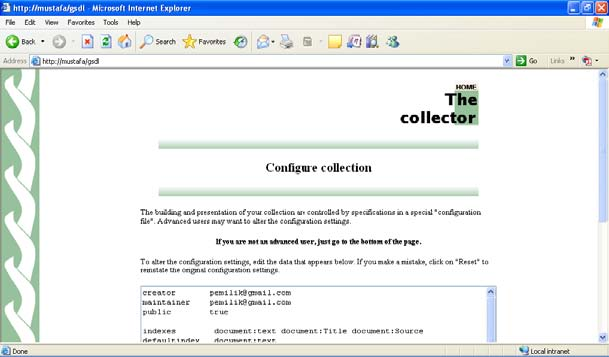 http://mustafa/gsdl - Microsoft Internet Explorer
File Edit View Favorites Tools Help
Back Search Favorites
Address http://mustafa/gsdl Go Links »
HOME
The
collector
Configure collection
The building and presentation of your collection are controlled by specifications in a special "configuration
file". Advanced users may want to alter the configuration settings.
If you are not an advanced user, just go to the bottom of the page.
To alter the configuration settings, edit the data that appears below. If you make a mistake, click on "Reset" to
reinstate the original configuration settings.
creator pemilik@gmail.com
maintainer pemilik@gmail.com
public true
indexes document:text document:Title document:Source
defaultindex document:text
Done Local intranet